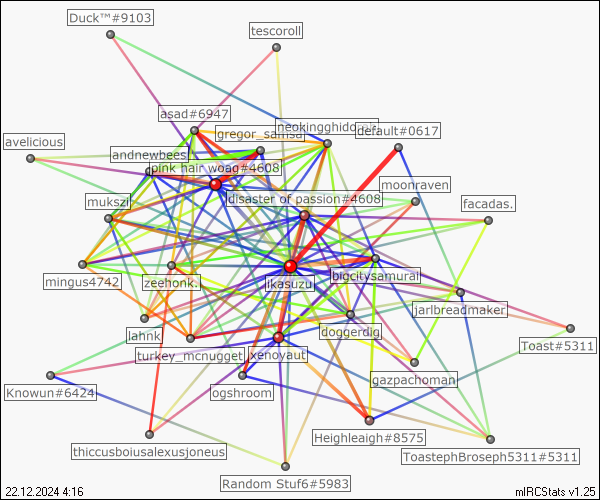 Duck™#9103
tescoroll
asad#6947
neokingghidorah
gregor_samsa
default#0617
avelicious
andnewbees
pink hair woag#4608
moonraven
mukszi
disaster of passion#4608
facadas.
mingus4742
zeehonk.
ikasuzu
abocitysamurai
jarlbreadmaker
lahnk
doggerdig
turkey_mcnugget
xenoyaut
Toast#5311
gazpachoman
Knowun#6424
ogshroom
Heighleigh#8575
thiccusboiusalexusjoneus
ToastephBroseph5311#5311
Random Stuf6#5983
22.12.2024 4:16
mIRCStats v1.25